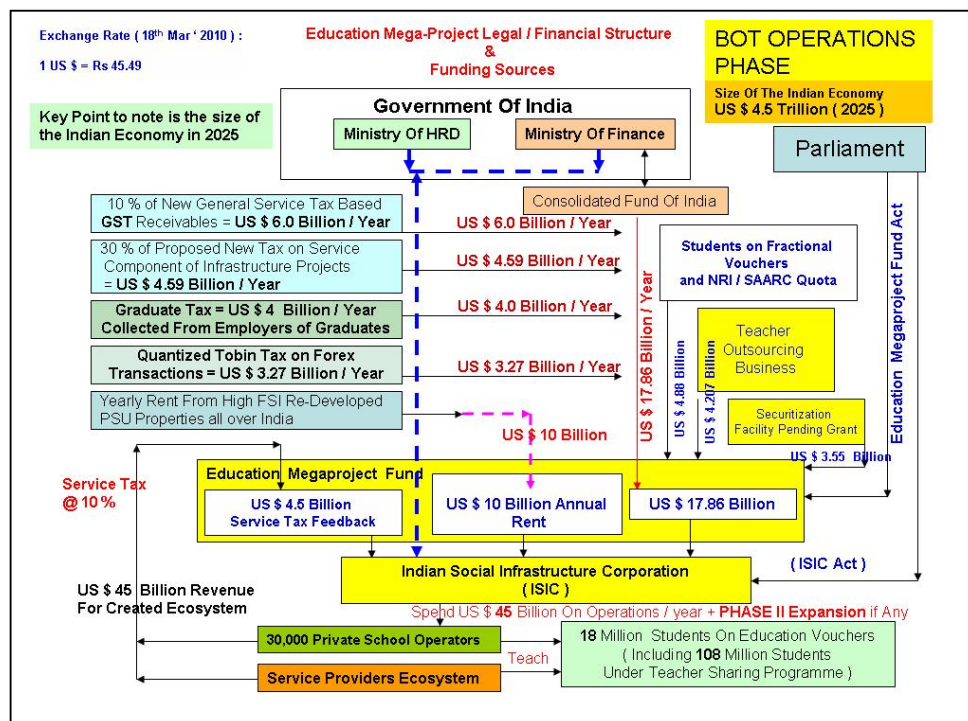 Exchange Rate ( 18th Mar ' 2010 ) :
1 US $ = Rs 45.49
Education Mega-Project Legal / Financial Structure
&
Funding Sources
BOT OPERATIONS
PHASE
Size Of The Indian Economy
US $ 4.5 Trillion ( 2025 )
Key Point to note is the size of
the Indian Economy in 2025
Government Of India
Ministry Of HRD
Ministry Of Finance
Parliament
Consolidated Fund Of India
10 % of New General Service Tax Based
GST Receivables = US $ 6.0 Billion / Year
US $ 6.0 Billion / Year
30 % of Proposed New Tax on Service
Component of Infrastructure Projects
= US $ 4.59 Billion / Year
US $ 4.59 Billion / Year
Graduate Tax = US $ 4 Billion / Year
Collected From Employers of Graduates
US $ 4.0 Billion / Year
Quantized Tobin Tax on Forex
Transactions = US $ 3.27 Billion / Year
US $ 3.27 Billion / Year
Yearly Rent From High FSI Re-Developed
PSU Properties all over India
US $ 10 Billion
US $ 17.86 Billion / Year
Students on Fractional
Vouchers
and NRI / SAARC Quota
US $ 4.88 Billion
US $ 4.207 Billion
Teacher
Outsourcing
Business
Securitization
Facility Pending Grant
US $ 3.55 Billion
Education Megaproject Fund Act
Service Tax
@ 10 %
Education Megaproject Fund
US $ 4.5 Billion
Service Tax Feedback
US $ 10 Billion Annual
Rent
US $ 17.86 Billion
Indian Social Infrastructure Corporation
( ISIC )
( ISIC Act )
US $ 45 Billion Revenue
For Created Ecosystem
Spend US $ 45 Billion On Operations / year + PHASE II Expansion if Any
30,000 Private School Operators
Service Providers Ecosystem
Teach
18 Million Students On Education Vouchers
( Including 108 Million Students
Under Teacher Sharing Programme )